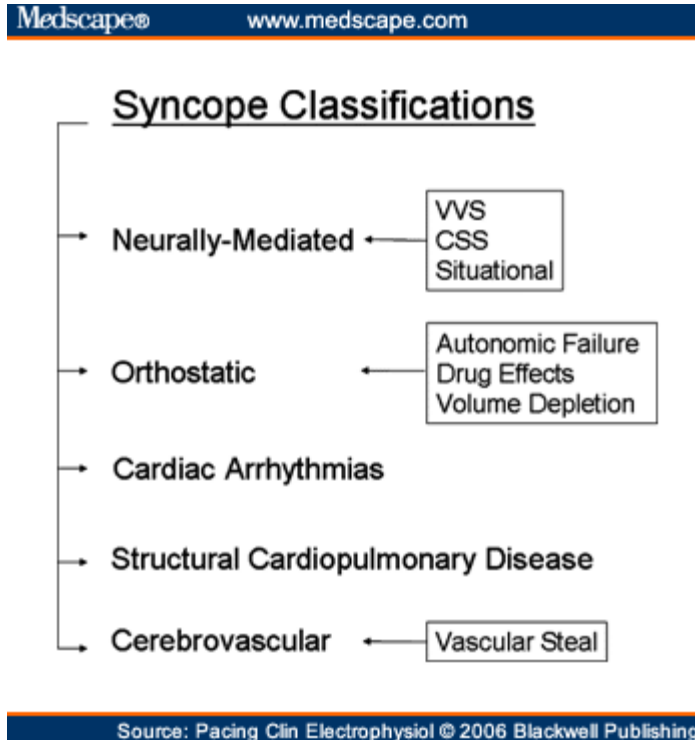 Medscape® www.medscape.com
Syncope Classifications
Neurally-Mediated
VVS
CSS
Situational
Orthostatic
Autonomic Failure
Drug Effects
Volume Depletion
Cardiac Arrhythmias
Structural Cardiopulmonary Disease
Cerebrovascular
Vascular Steal
Source: Pacing Clin Electrophysiol © 2006 Blackwell Publishing